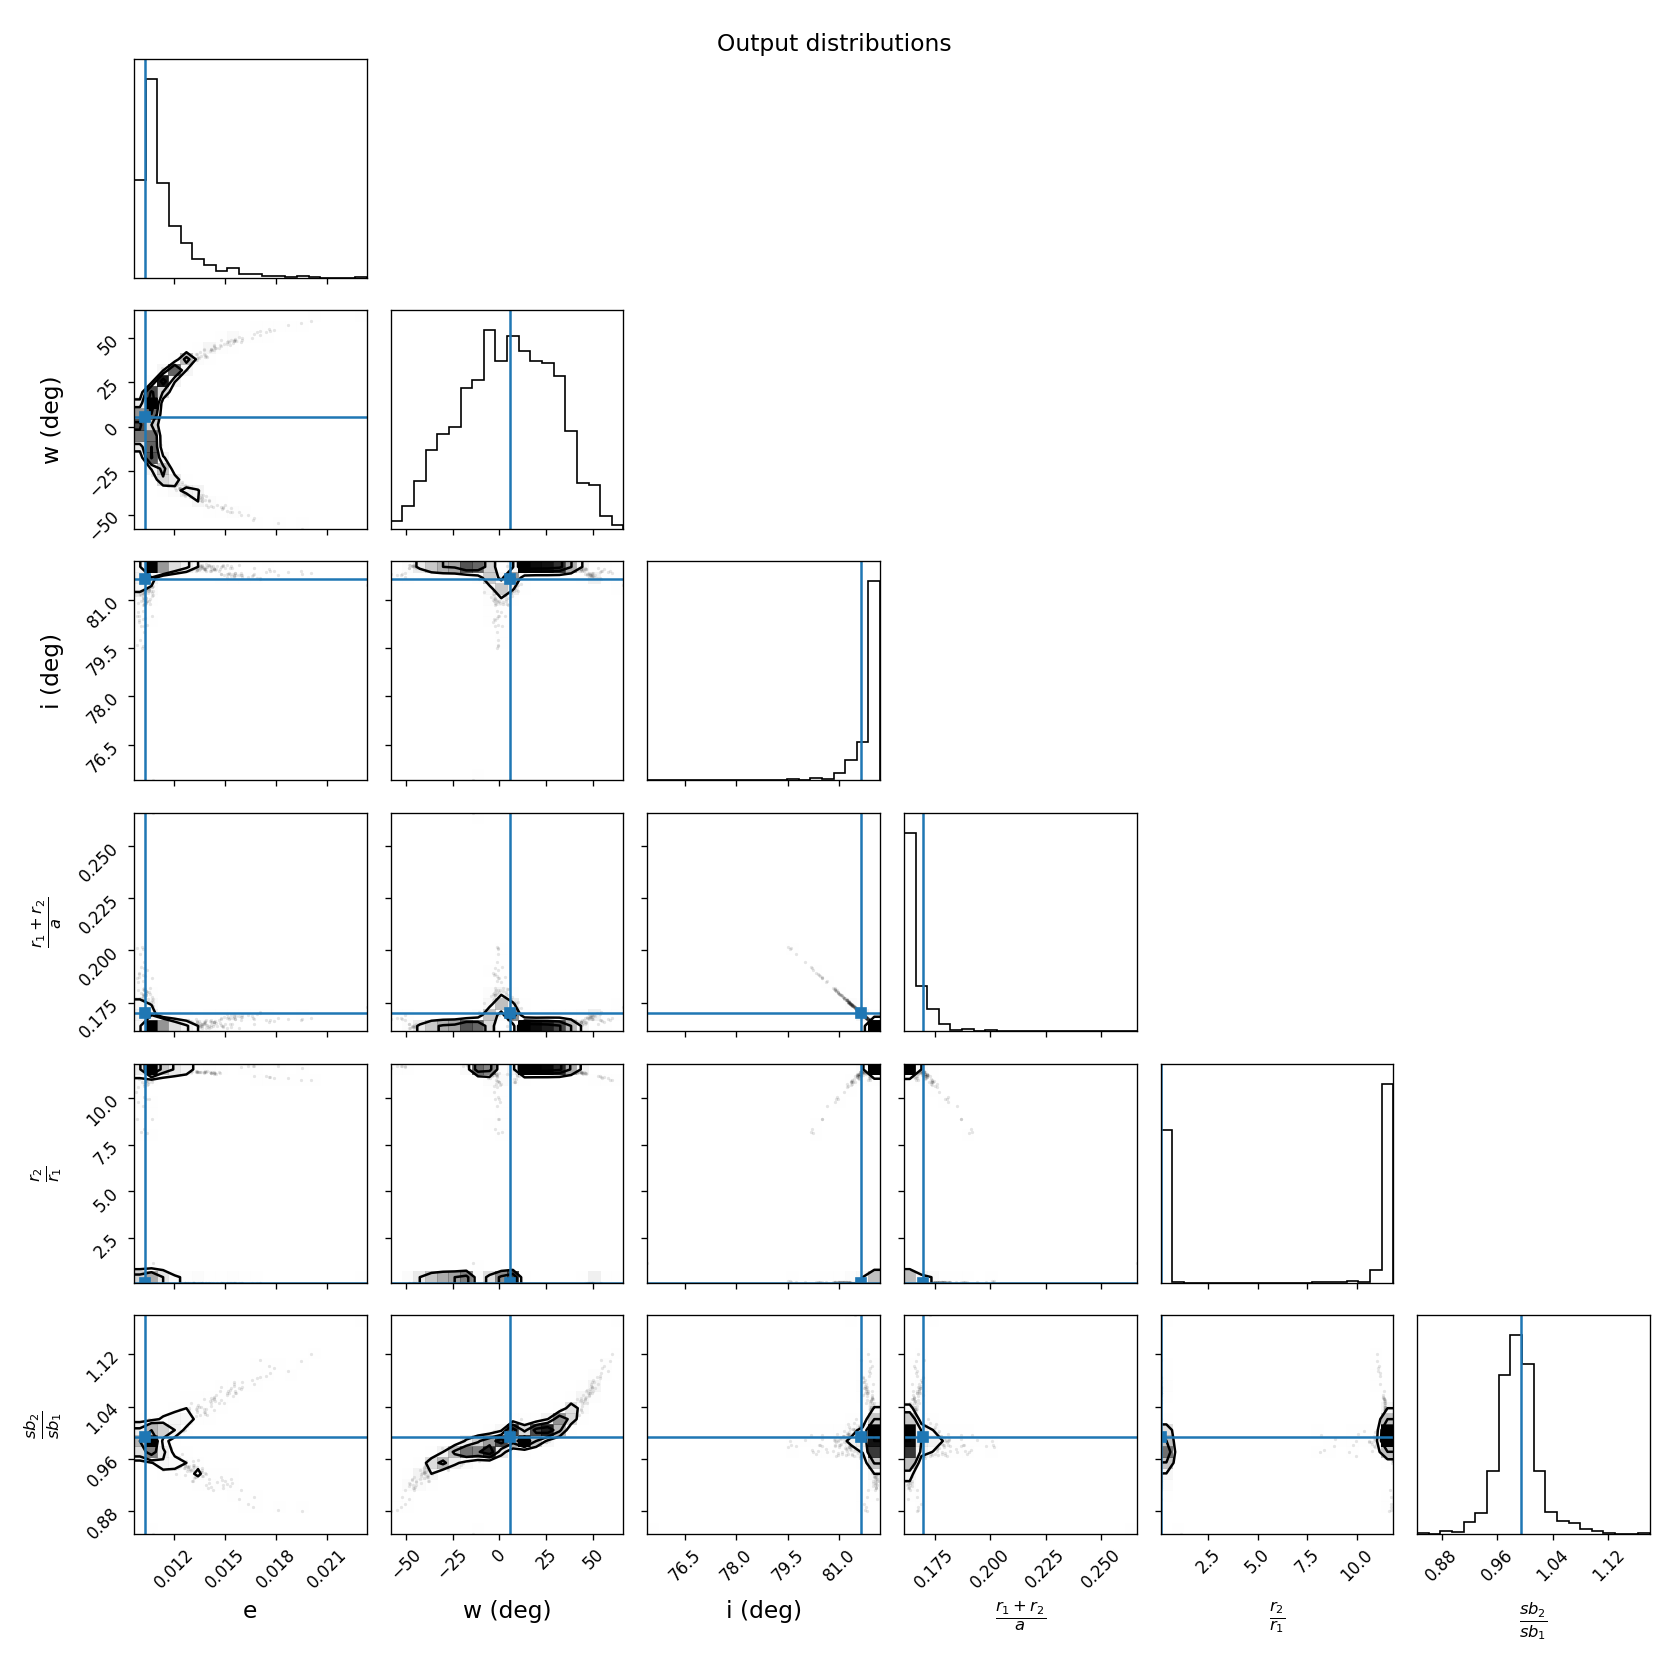 Output distributions
w (deg)
50
25
0
−25
−50
i (deg)
81.0
79.5
78.0
76.5
r₁ + r₂
a
0.250
0.225
0.200
0.175
r₂
r₁
10.0
7.5
5.0
2.5
sb₂
sb₁
1.12
1.04
0.96
0.88
0.012 0.015 0.018 0.021 −50 −25 0 25 50 76.5 78.0 79.5 81.0 0.175 0.200 0.225 0.250 2.5 5.0 7.5 10.0 0.88 0.96 1.04 1.12
e w (deg) i (deg) r₁ + r₂ r₂ sb₂
a r₁ sb₁